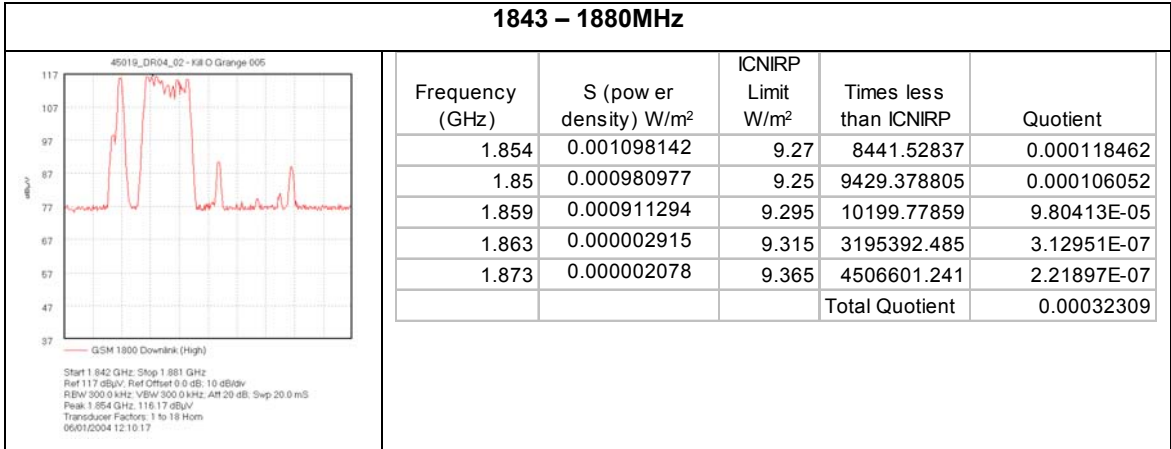 1843 – 1880MHz
45019_DR04_02 - Kill O Grange 005
117
107
97
87
77
67
57
47
37
dBµV
GSM 1800 Downlink (High)
Start 1.842 GHz; Stop 1.881 GHz
Ref 117 dBµV; Ref Offset 0.0 dB; 10 dB/div
RBW 300.0 kHz; VBW 300.0 kHz; Att 20 dB; Swp 20.0 mS
Peak 1.854 GHz, 116.17 dBµV
Transducer Factors: 1 to 18 Horn
06/01/2004 12:10:17
Frequency (GHz) S (pow er density) W/m² ICNIRP Limit W/m² Times less than ICNIRP Quotient
1.854 0.001098142 9.27 8441.52837 0.000118462
1.85 0.000980977 9.25 9429.378805 0.000106052
1.859 0.000911294 9.295 10199.77859 9.80413E-05
1.863 0.000002915 9.315 3195392.485 3.12951E-07
1.873 0.000002078 9.365 4506601.241 2.21897E-07
Total Quotient 0.00032309